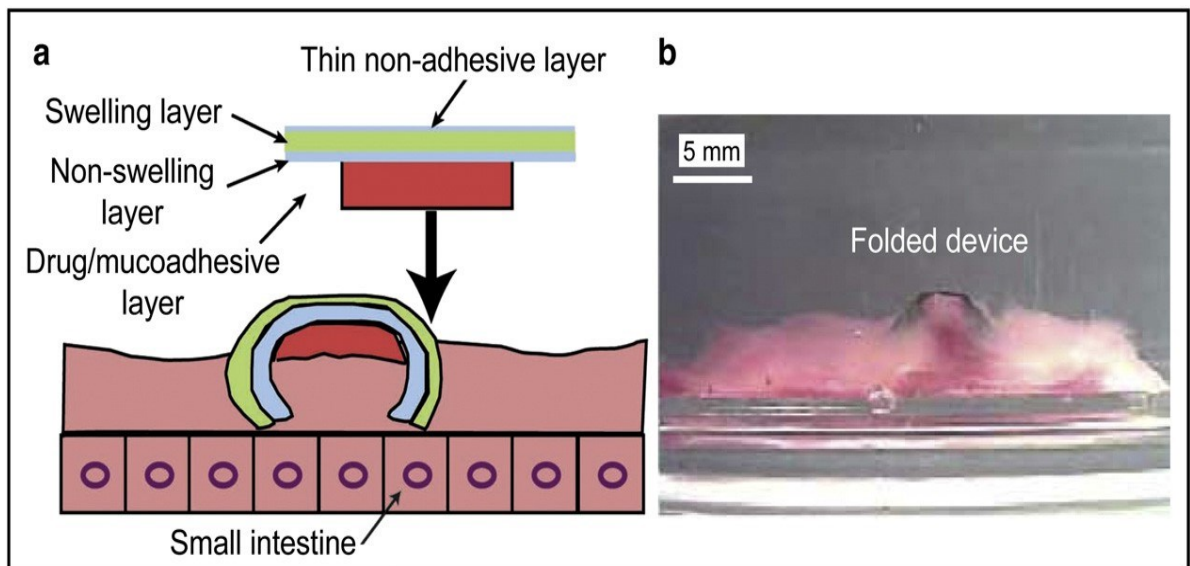 a
Thin non-adhesive layer
Swelling layer
Non-swelling
layer
Drug/mucoadhesive
layer
Small intestine
b
5 mm
Folded device